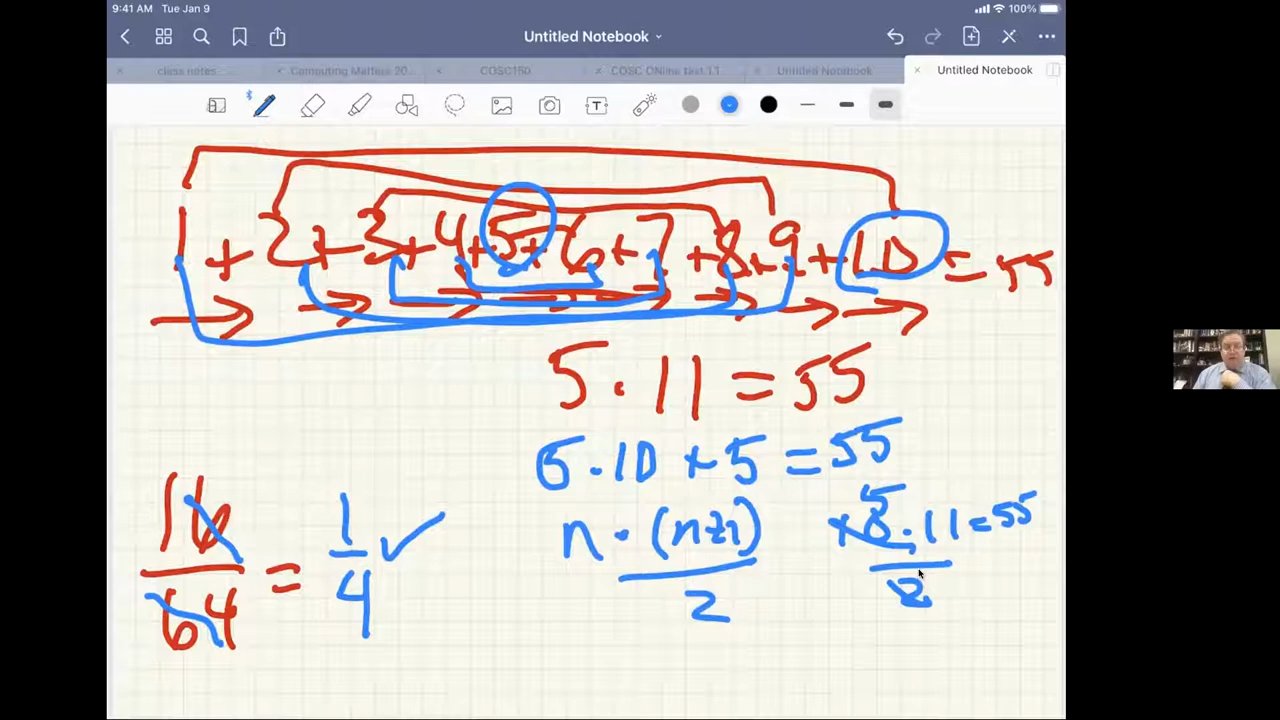 9:41 AM Tue Jan 9
100%
Untitled Notebook
class notes
Computing Matters 20...
COSC150
COSC ONline test 1.1
Untitled Notebook
Untitled Notebook
T
1 + 2 + 3 + 4 + 5 + 6 + 7 + 8 + 9 + 10 = 55
5 · 11 = 55
5 · 10 + 5 = 55
16/64 = 1/4 ✓
n · (n+1)/2
5 · 11 = 55
2